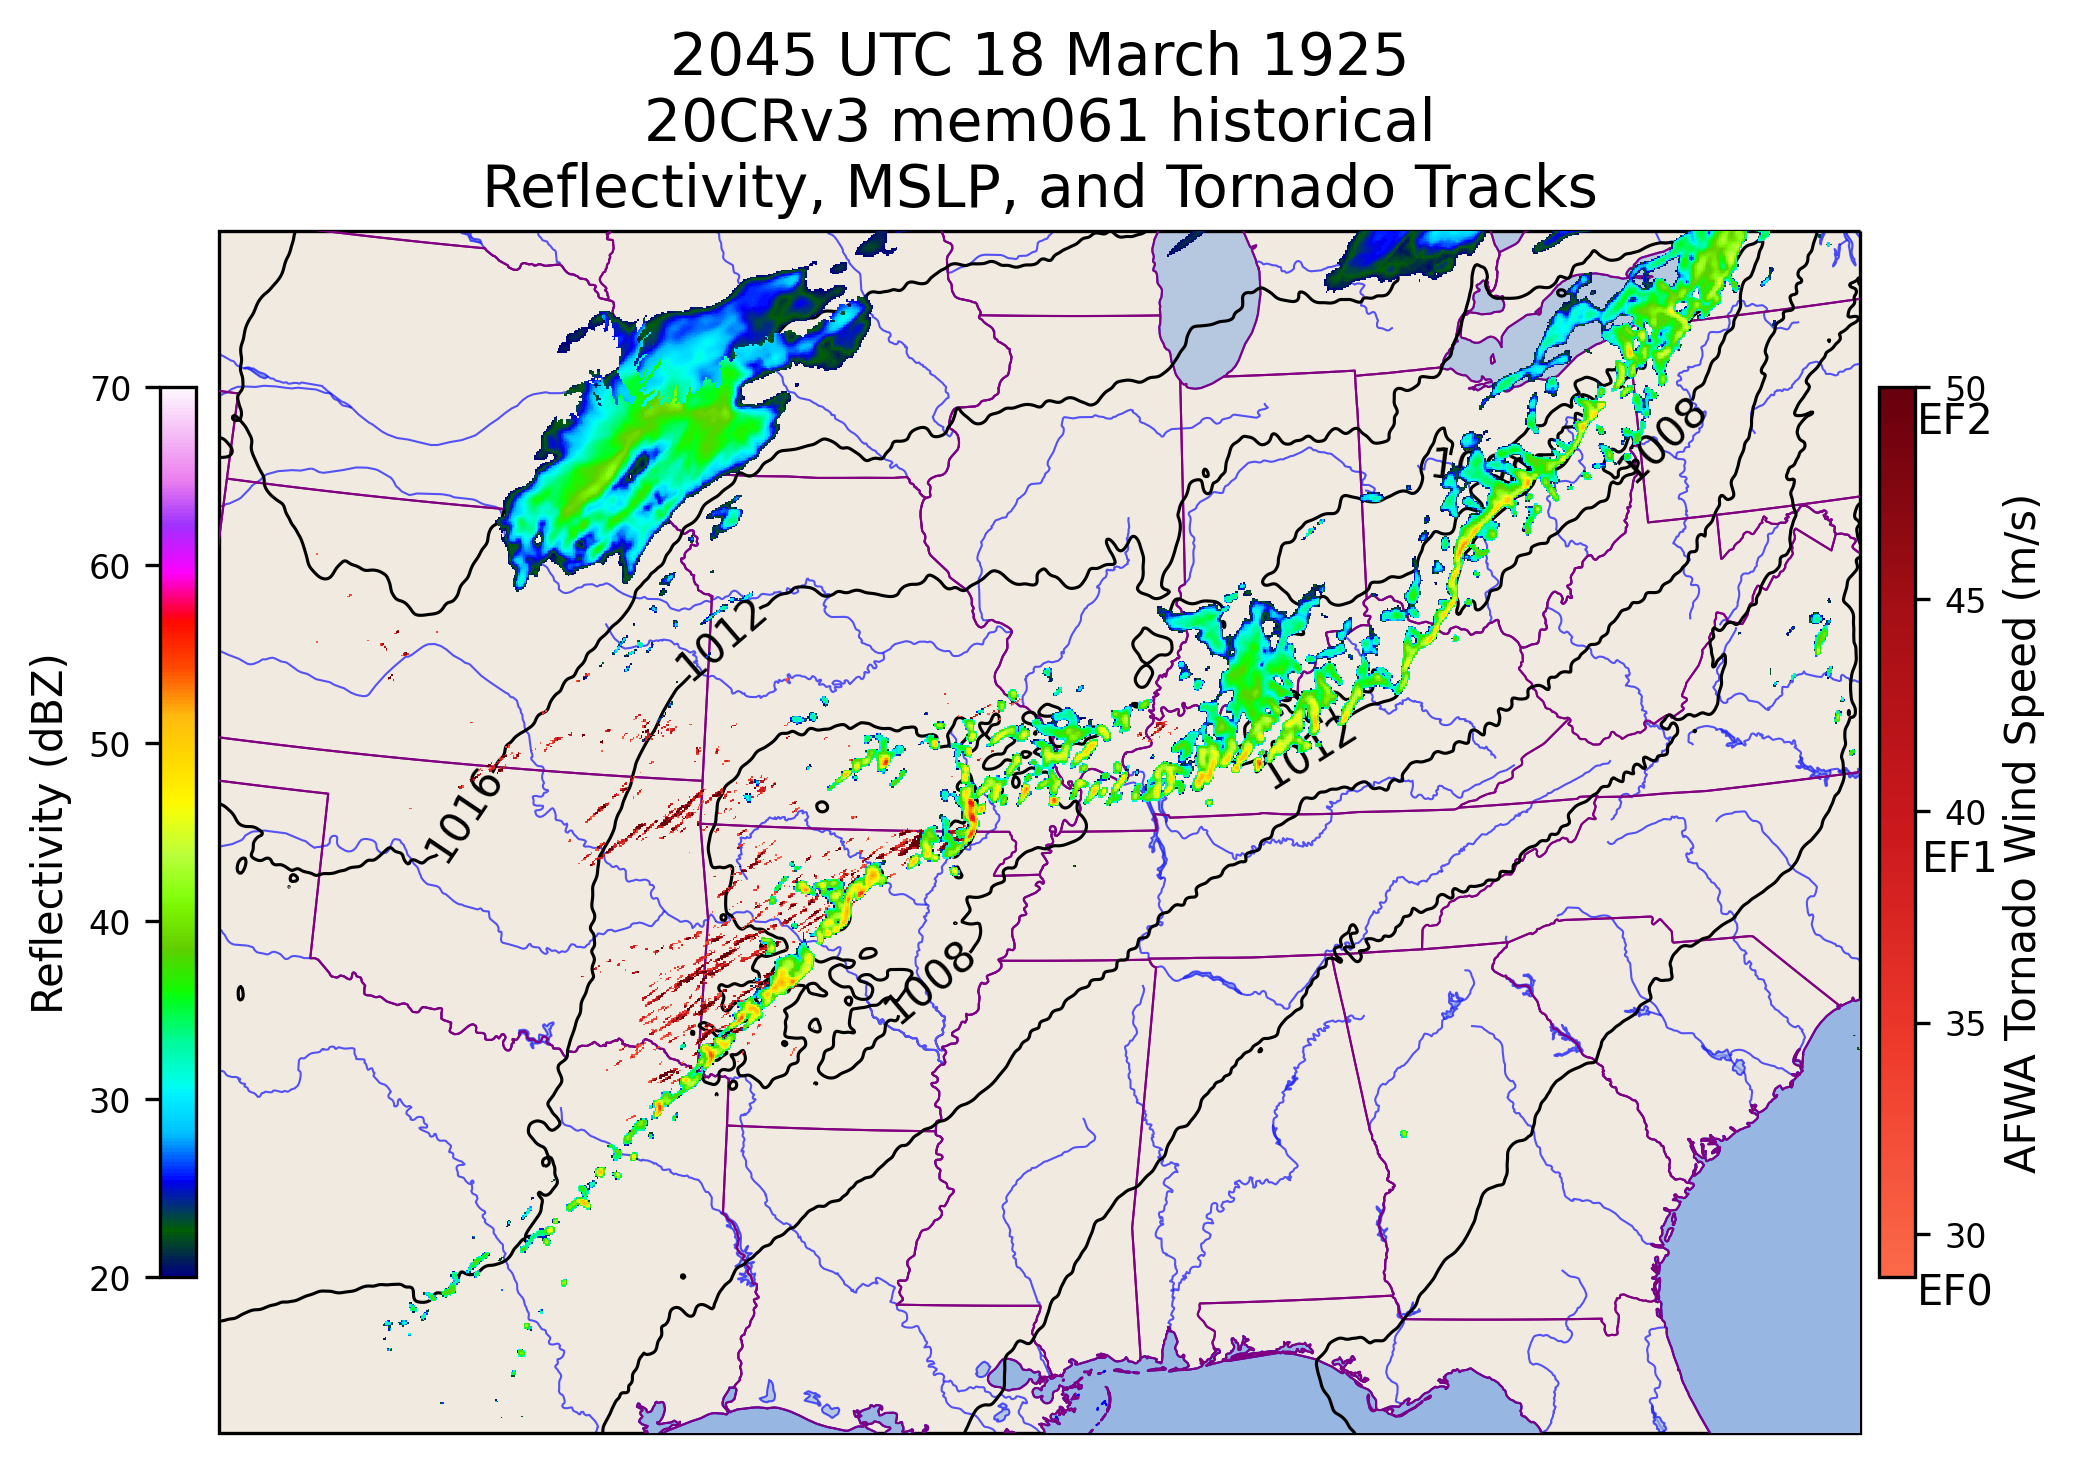 2045 UTC 18 March 1925
20CRv3 mem061 historical
Reflectivity, MSLP, and Tornado Tracks
70
60
50
40
30
20
Reflectivity (dBZ)
1008
1012
1012
1016
1008
50
EF2
45
40
EF1
35
30
EF0
AFWA Tornado Wind Speed (m/s)